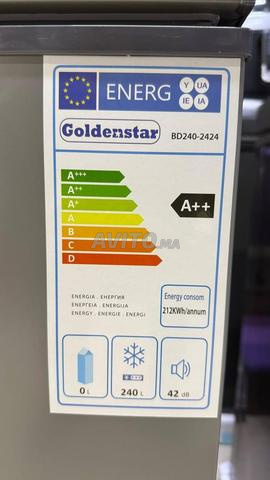 ENERG Y UA IE IA
Goldenstar BD240-2424
A+++
A++
A+
A
B
C
D
A++
AVITO.ma
ENERGIA . ЕНЕРГИЯ
ΕΝΕΡΓΕΙΑ . ENERGIJA
ENERGY . ENERGIE . ENERGI
Energy consom
212KWh/annum
0 L
240 L
42 dB